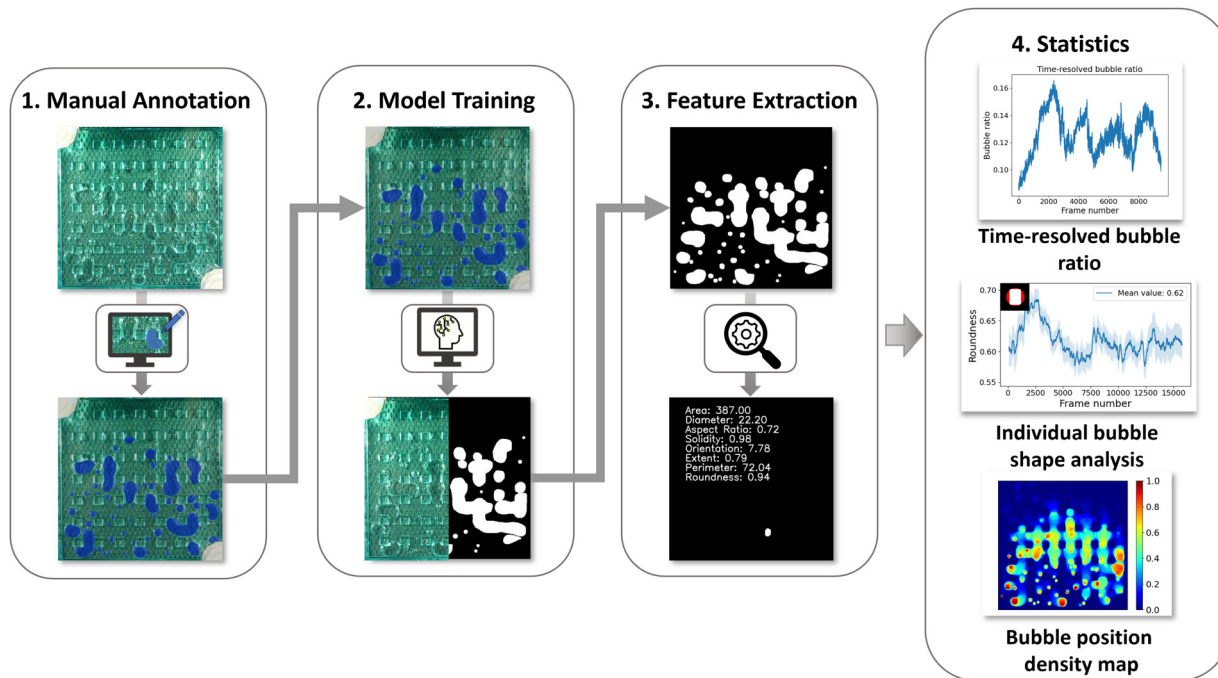 1. Manual Annotation
2. Model Training
3. Feature Extraction
Area: 387.00
Diameter: 22.20
Aspect Ratio: 0.72
Solidity: 0.98
Orientation: 7.78
Extent: 0.79
Perimeter: 72.04
Roundness: 0.94
4. Statistics
Time-resolved bubble ratio
0.16
0.14
0.12
0.10
Bubble ratio
0 2000 4000 6000 8000
Frame number
Time-resolved bubble
ratio
0.70
0.65
0.60
0.55
Roundness
Mean value: 0.62
0 2500 5000 7500 10000 12500 15000
Frame number
Individual bubble
shape analysis
1.0
0.8
0.6
0.4
0.2
0.0
Bubble position
density map